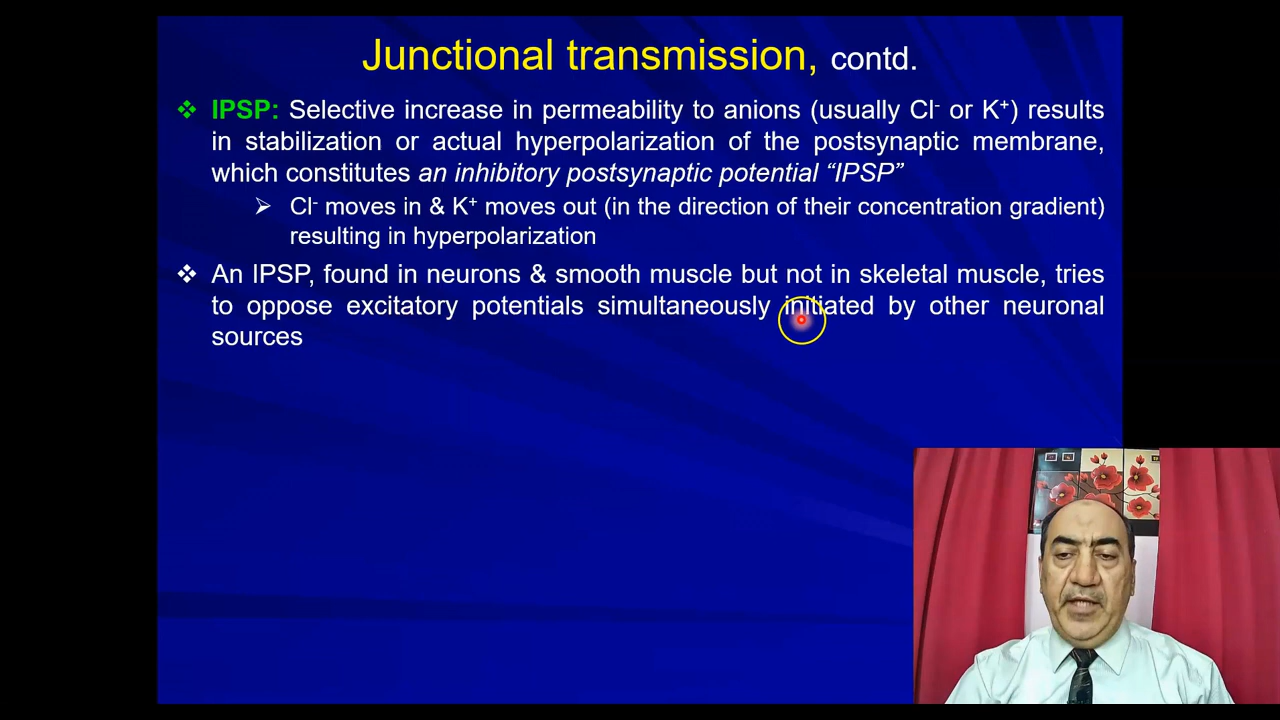 Junctional transmission, contd.
❖ IPSP: Selective increase in permeability to anions (usually Cl⁻ or K⁺) results
in stabilization or actual hyperpolarization of the postsynaptic membrane,
which constitutes an inhibitory postsynaptic potential “IPSP”
➢ Cl⁻ moves in & K⁺ moves out (in the direction of their concentration gradient)
resulting in hyperpolarization
❖ An IPSP, found in neurons & smooth muscle but not in skeletal muscle, tries
to oppose excitatory potentials simultaneously initiated by other neuronal
sources